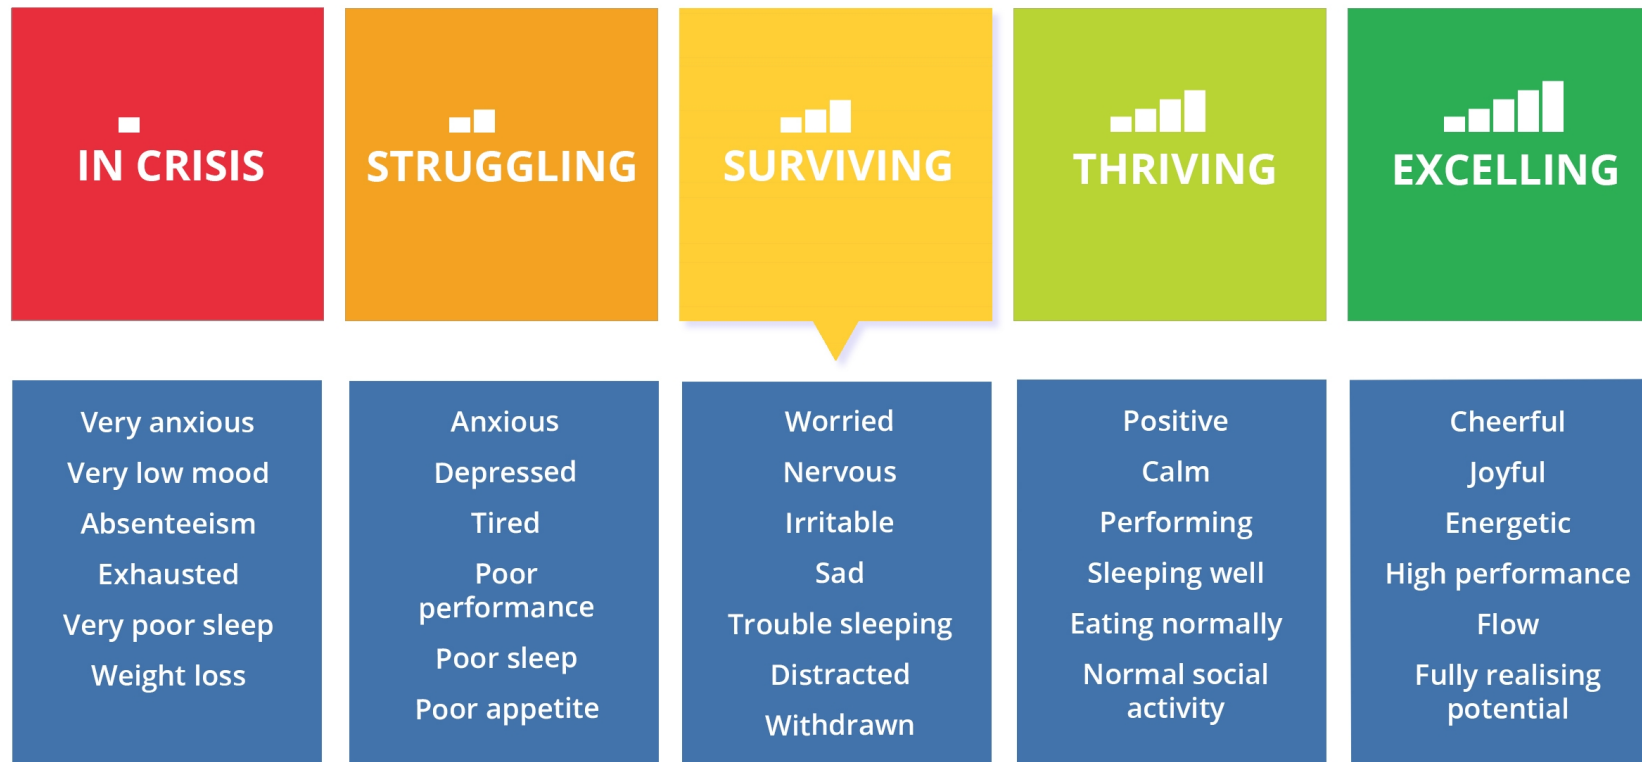 IN CRISIS
STRUGGLING
SURVIVING
THRIVING
EXCELLING
Very anxious
Very low mood
Absenteeism
Exhausted
Very poor sleep
Weight loss
Anxious
Depressed
Tired
Poor
performance
Poor sleep
Poor appetite
Worried
Nervous
Irritable
Sad
Trouble sleeping
Distracted
Withdrawn
Positive
Calm
Performing
Sleeping well
Eating normally
Normal social
activity
Cheerful
Joyful
Energetic
High performance
Flow
Fully realising
potential